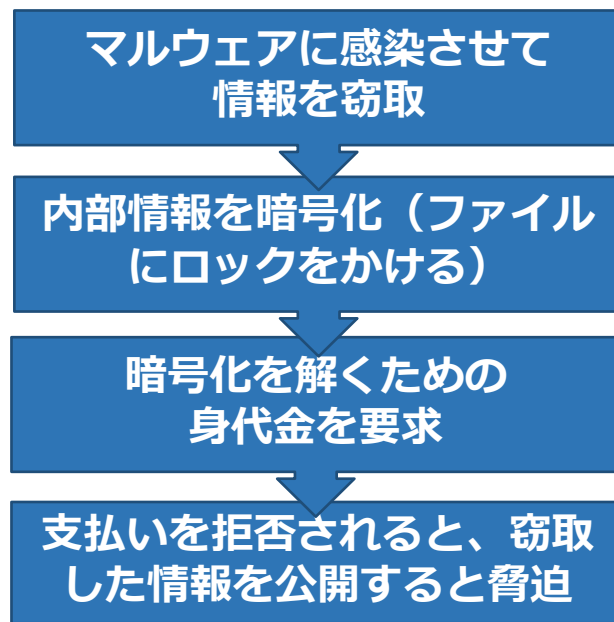 マルウェアに感染させて
情報を窃取
内部情報を暗号化（ファイル
にロックをかける）
暗号化を解くための
身代金を要求
支払いを拒否されると、窃取
した情報を公開すると脅迫